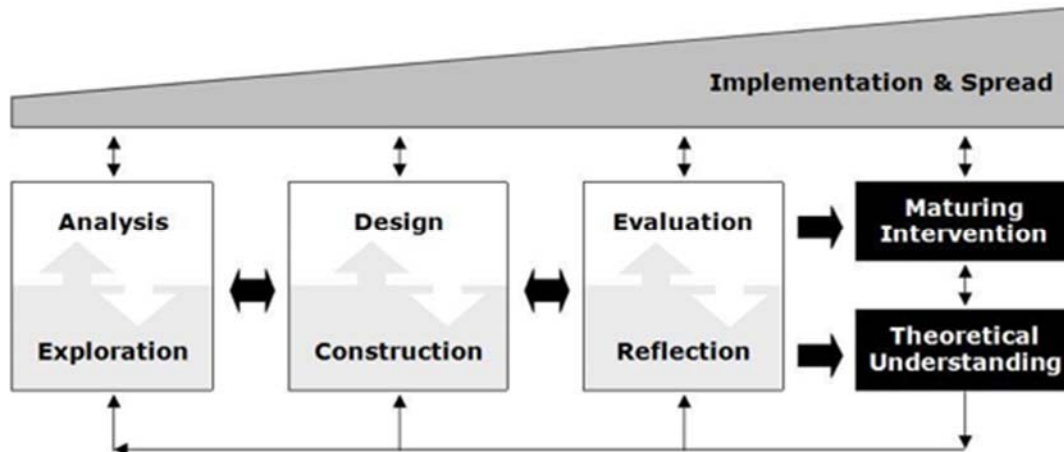 Implementation & Spread
Analysis
Exploration
Design
Construction
Evaluation
Reflection
Maturing
Intervention
Theoretical
Understanding